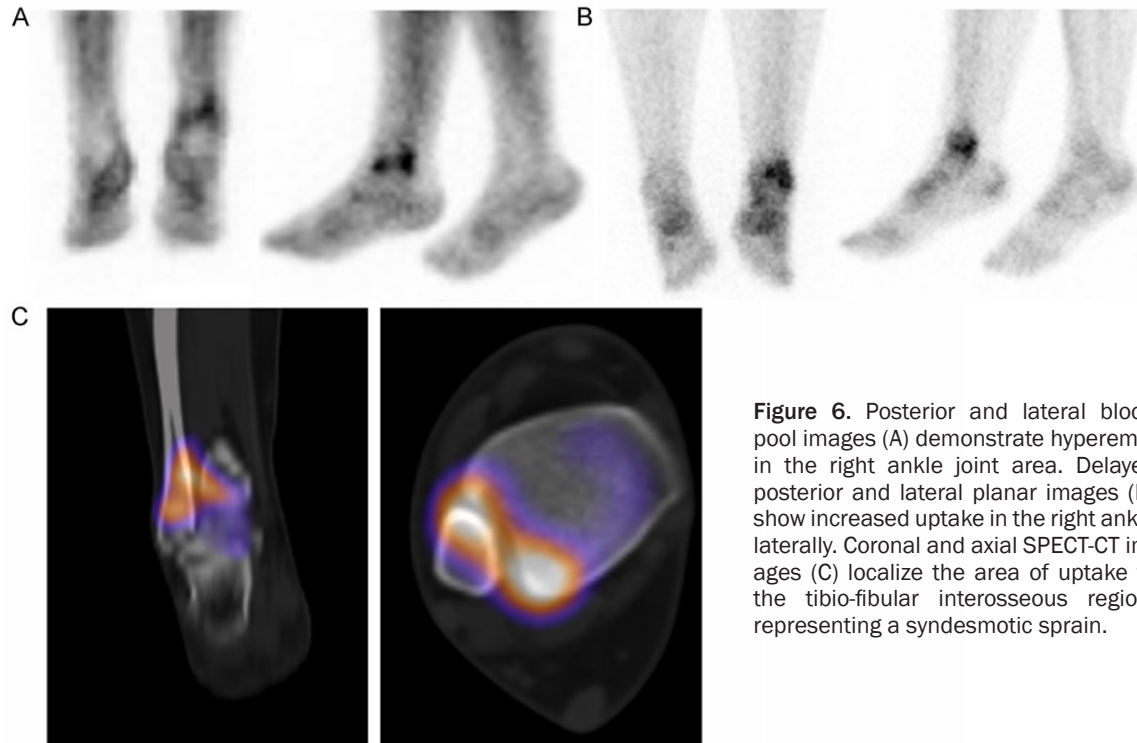 A
B
C
Figure 6. Posterior and lateral bloo
pool images (A) demonstrate hyperem
in the right ankle joint area. Delaye
posterior and lateral planar images (
show increased uptake in the right ank
laterally. Coronal and axial SPECT-CT im
ages (C) localize the area of uptake
the tibio-fibular interosseous regio
representing a syndesmotic sprain.